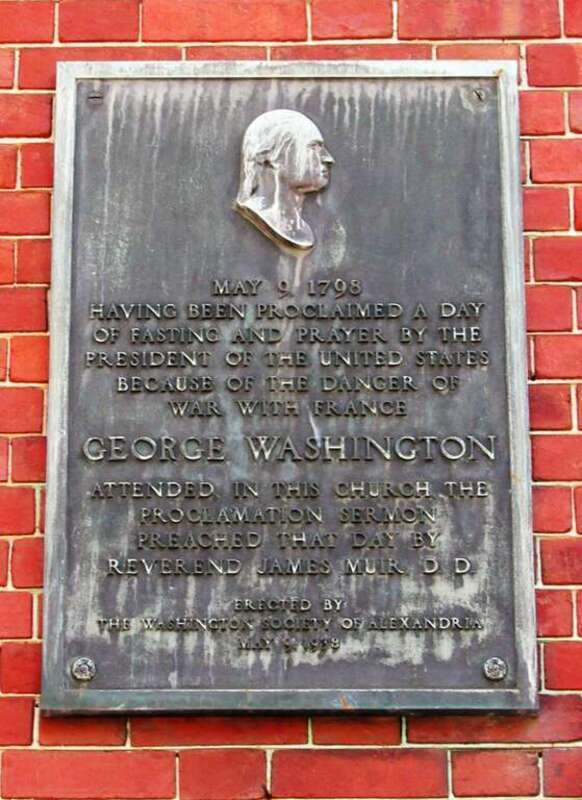 MAY 9, 1798
HAVING BEEN PROCLAIMED A DAY
OF FASTING AND PRAYER BY THE
PRESIDENT OF THE UNITED STATES
BECAUSE OF THE DANGER OF
WAR WITH FRANCE
GEORGE WASHINGTON
ATTENDED IN THIS CHURCH THE
PROCLAMATION SERMON
PREACHED THAT DAY BY
REVEREND JAMES MUIR, D.D.
ERECTED BY
THE WASHINGTON SOCIETY OF ALEXANDRIA
MAY 9, 1938